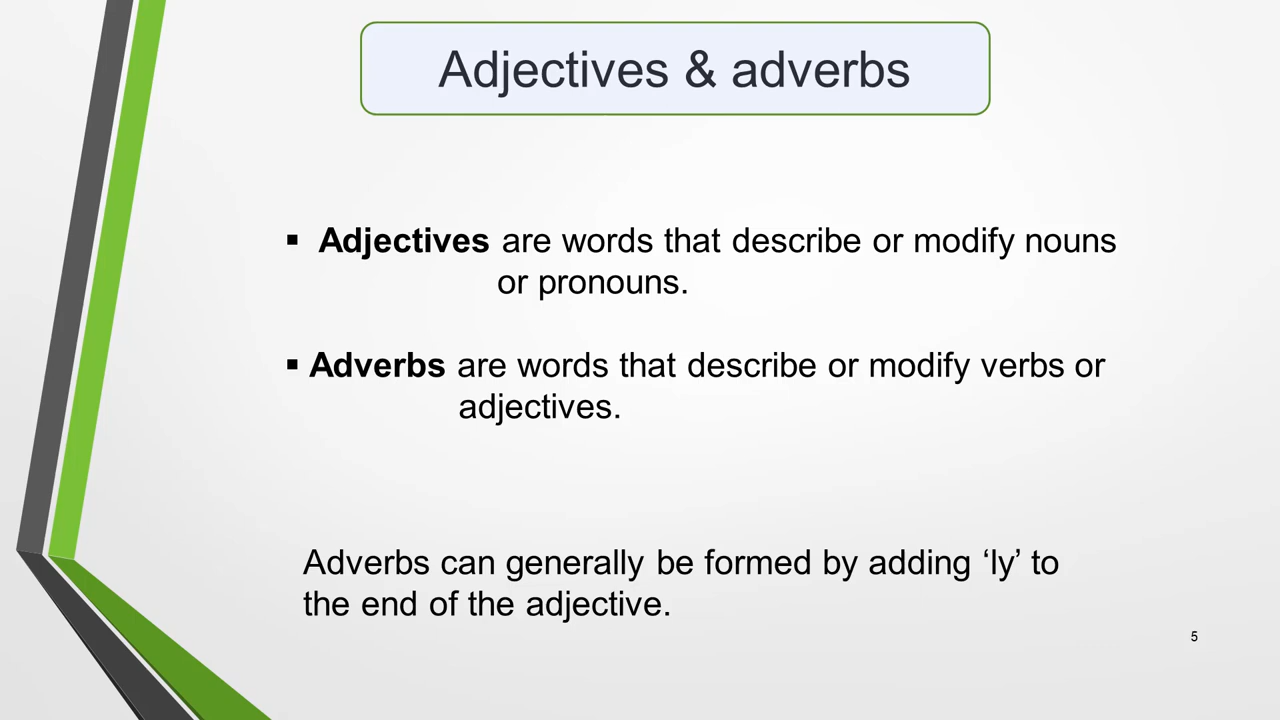 Adjectives & adverbs
▪ Adjectives are words that describe or modify nouns
or pronouns.
▪ Adverbs are words that describe or modify verbs or
adjectives.
Adverbs can generally be formed by adding ‘ly’ to
the end of the adjective.
5